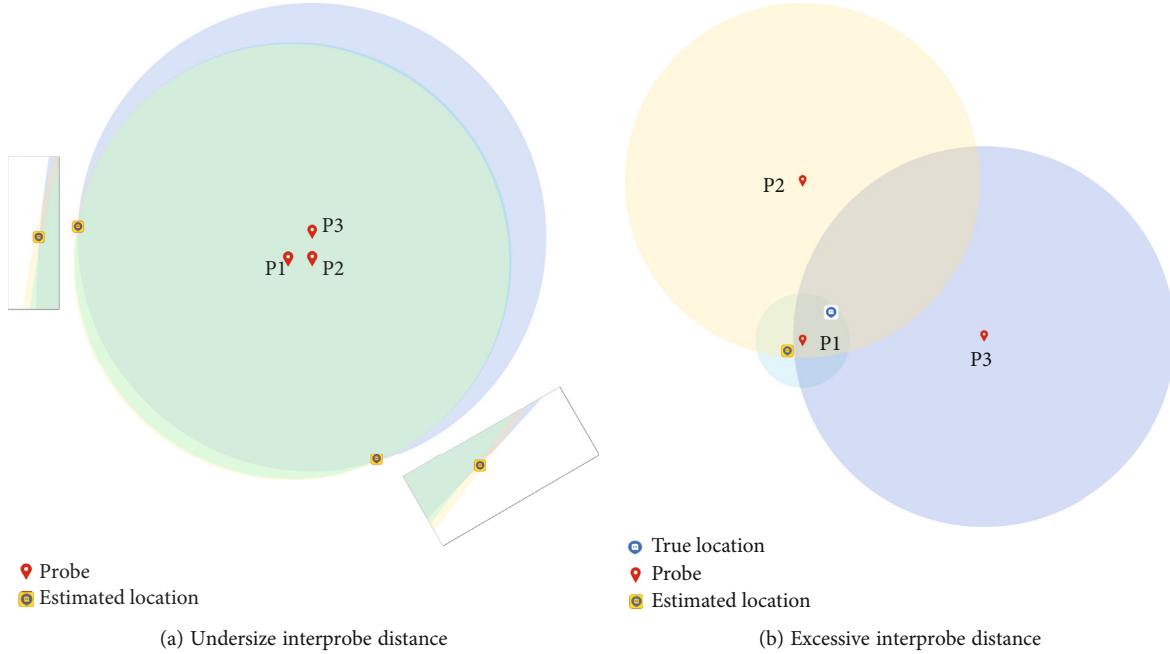 P3
P1
P2
Probe
Estimated location
(a) Undersize interprobe distance
P2
P1
P3
True location
Probe
Estimated location
(b) Excessive interprobe distance